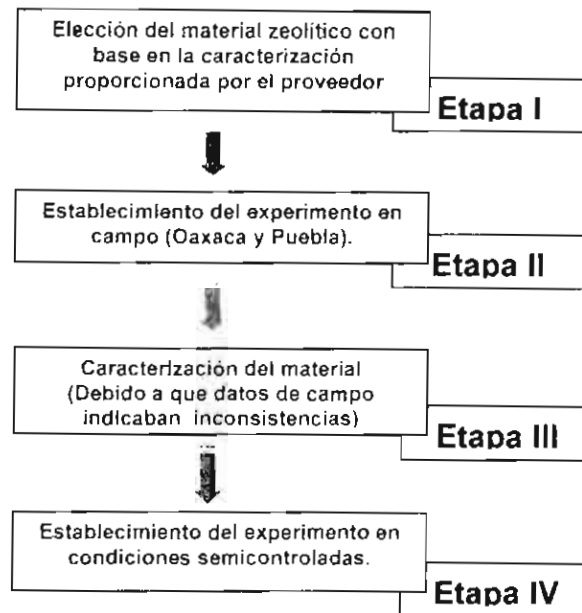 Elección del material zeolítico con
base en la caracterización
proporcionada por el proveedor
Etapa I
Establecimiento del experimento en
campo (Oaxaca y Puebla).
Etapa II
Caracterización del material
(Debido a que datos de campo
indicaban inconsistencias)
Etapa III
Establecimiento del experimento en
condiciones semicontroladas.
Etapa IV